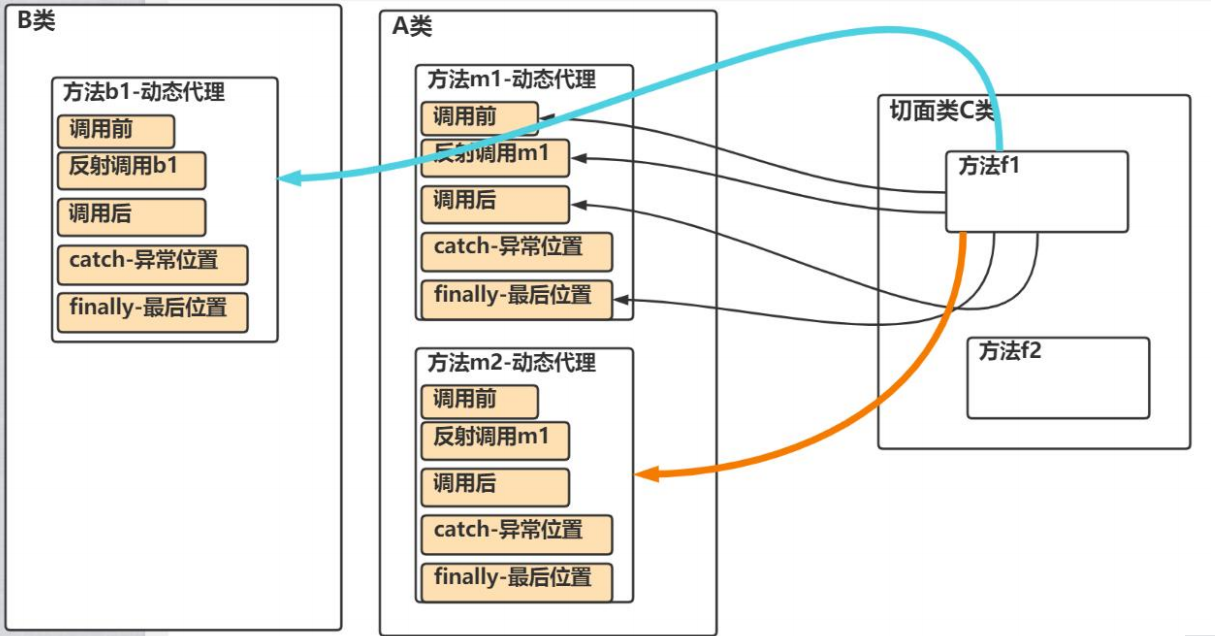 B类
方法b1-动态代理
调用前
反射调用b1
调用后
catch-异常位置
finally-最后位置
A类
方法m1-动态代理
调用前
反射调用m1
调用后
catch-异常位置
finally-最后位置
方法m2-动态代理
调用前
反射调用m1
调用后
catch-异常位置
finally-最后位置
切面类C类
方法f1
方法f2